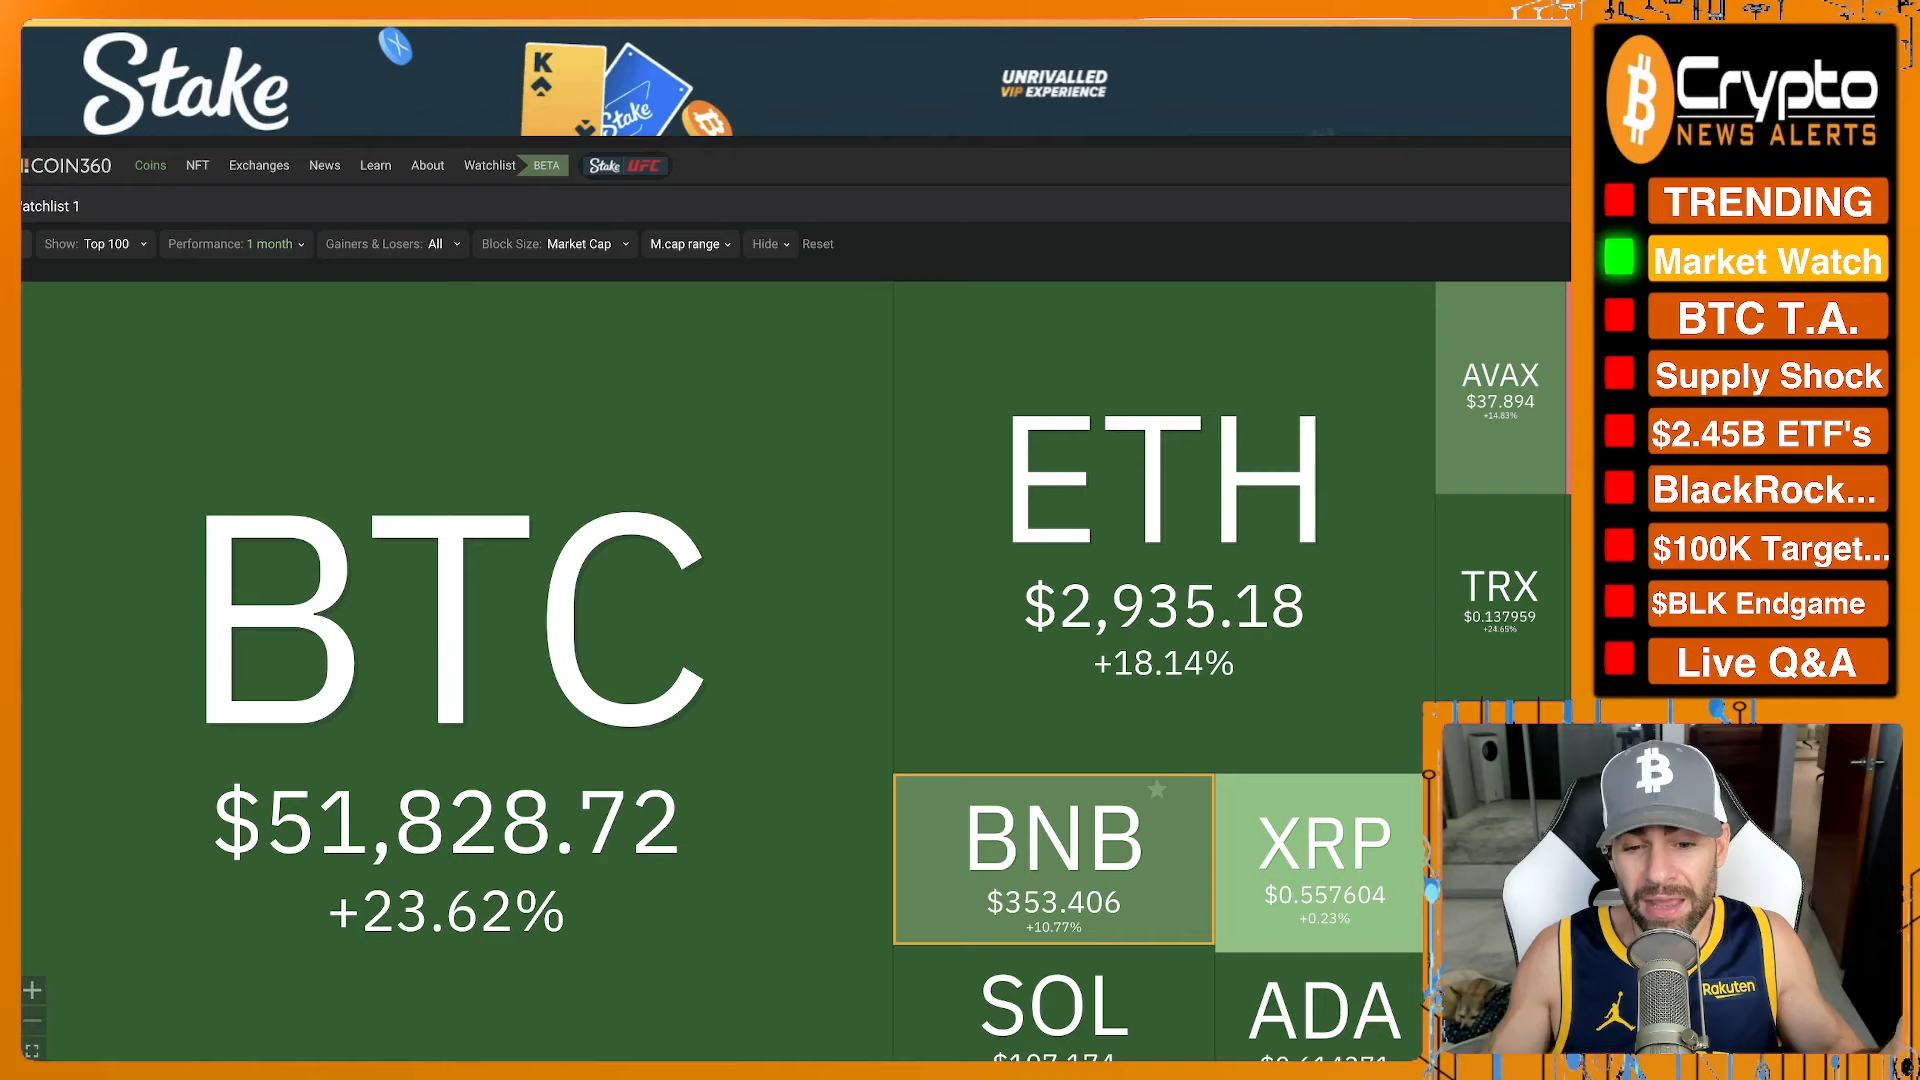 Stake
K
Stake
UNRIVALLED
VIP EXPERIENCE
COIN360
Coins
NFT
Exchanges
News
Learn
About
Watchlist
BETA
Stake UFC
atchlist 1
Show: Top 100
Performance: 1 month
Gainers & Losers: All
Block Size: Market Cap
M.cap range
Hide
Reset
BTC
$51,828.72
+23.62%
ETH
$2,935.18
+18.14%
AVAX
$37.894
+14.83%
TRX
$0.137959
+24.65%
BNB
$353.406
+10.77%
XRP
$0.557604
+0.23%
SOL
$107.174
ADA
Crypto
NEWS ALERTS
TRENDING
Market Watch
BTC T.A.
Supply Shock
$2.45B ETF's
BlackRock...
$100K Target...
$BLK Endgame
Live Q&A
Rakuten